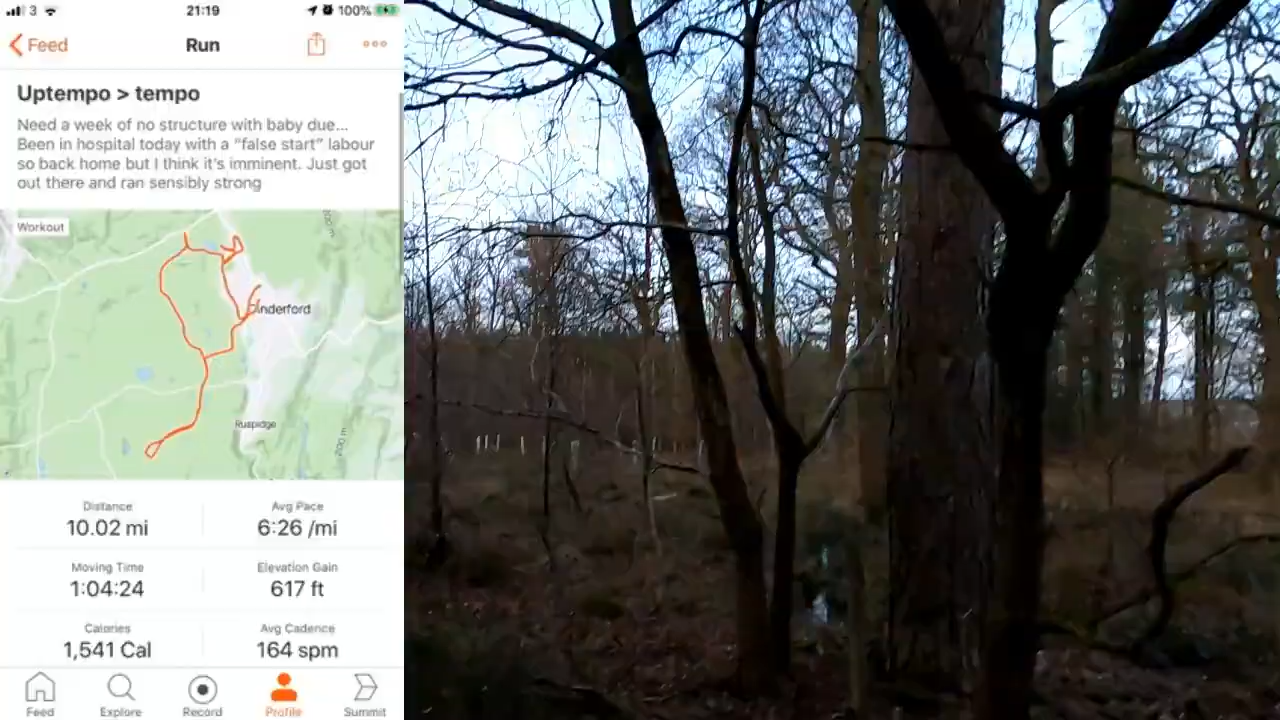 3 21:19 100%
Feed Run
Uptempo > tempo
Need a week of no structure with baby due...
Been in hospital today with a “false start” labour
so back home but I think it's imminent. Just got
out there and ran sensibly strong
Workout
Cinderford
Ruspidge
200 m
Distance Avg Pace
10.02 mi 6:26 /mi
Moving Time Elevation Gain
1:04:24 617 ft
Calories Avg Cadence
1,541 Cal 164 spm
Feed Explore Record Profile Summit